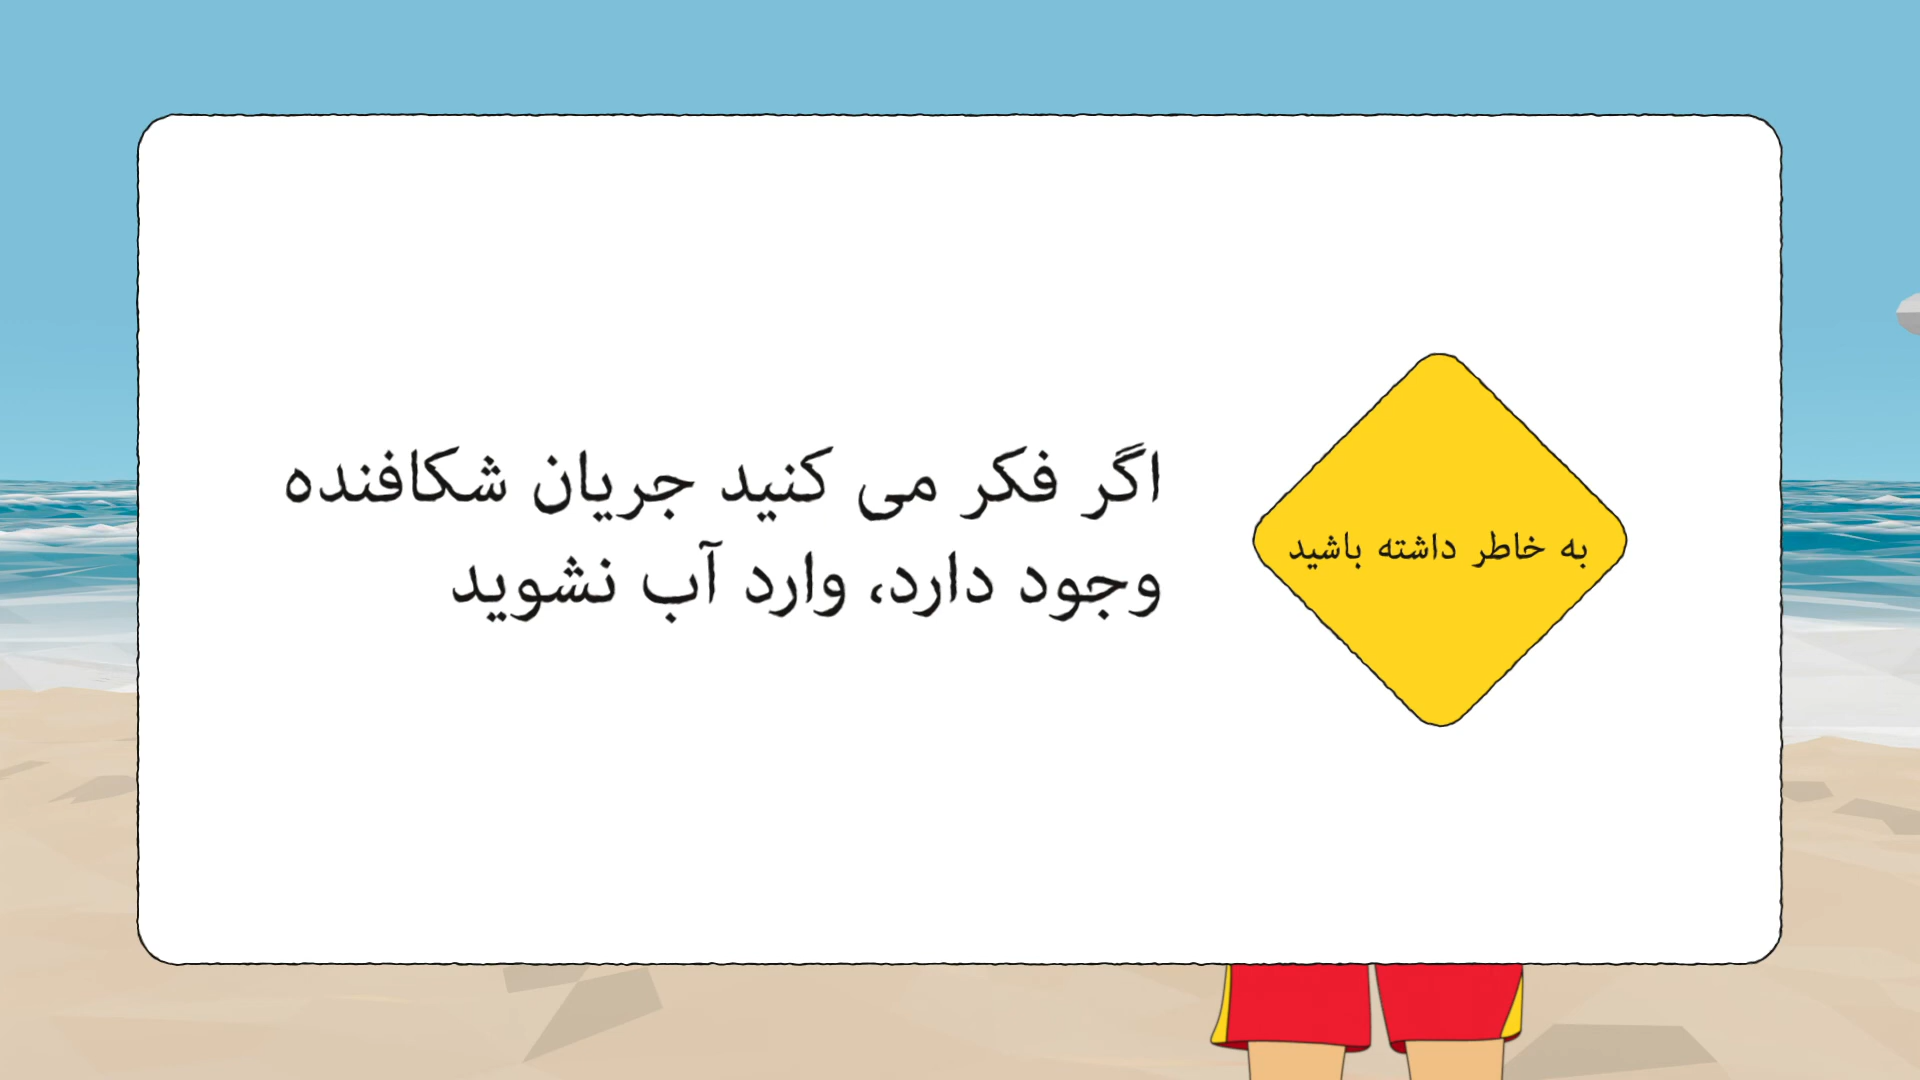 به خاطر داشته باشید
اگر فکر می کنید جریان شکافنده
وجود دارد، وارد آب نشوید